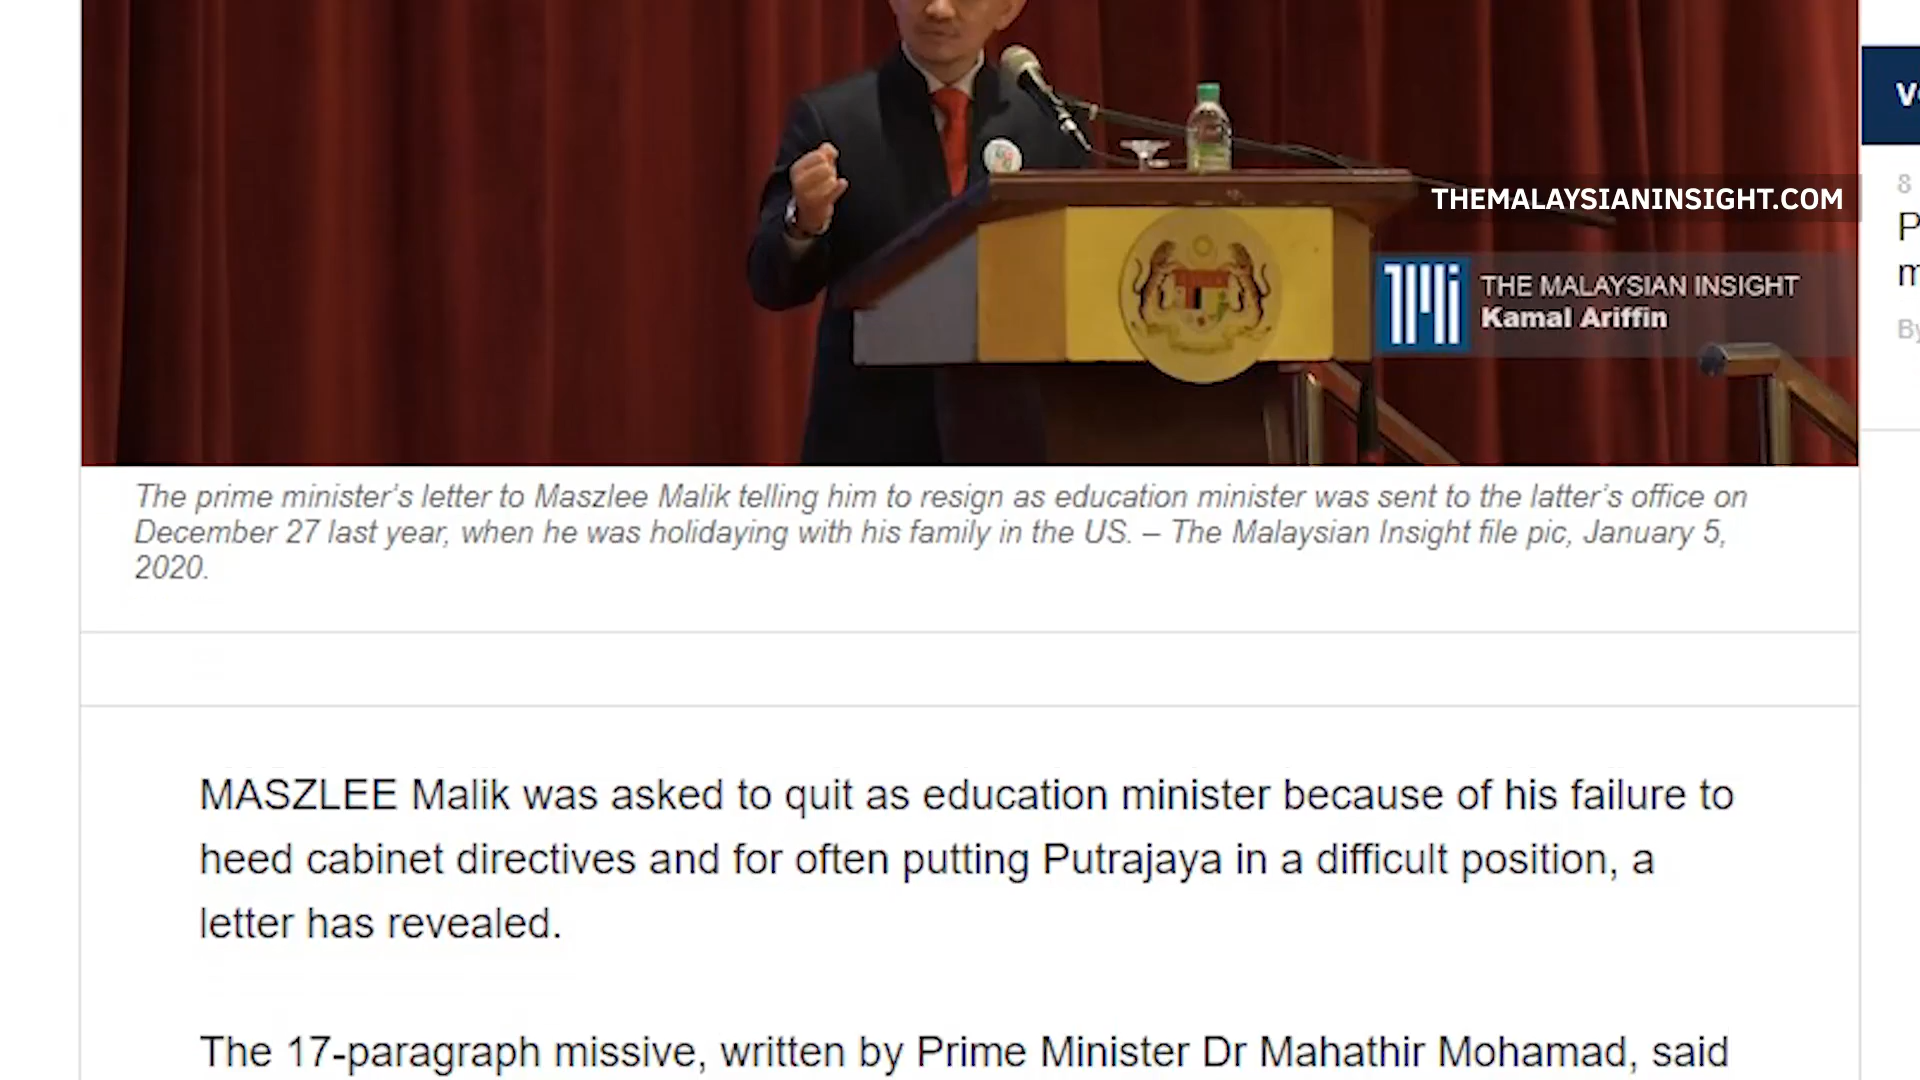 THEMALAYSIANINSIGHT.COM
THE MALAYSIAN INSIGHT
Kamal Ariffin
The prime minister's letter to Maszlee Malik telling him to resign as education minister was sent to the latter's office on
December 27 last year, when he was holidaying with his family in the US. – The Malaysian Insight file pic, January 5,
2020.
MASZLEE Malik was asked to quit as education minister because of his failure to
heed cabinet directives and for often putting Putrajaya in a difficult position, a
letter has revealed.
The 17-paragraph missive, written by Prime Minister Dr Mahathir Mohamad, said
8
By